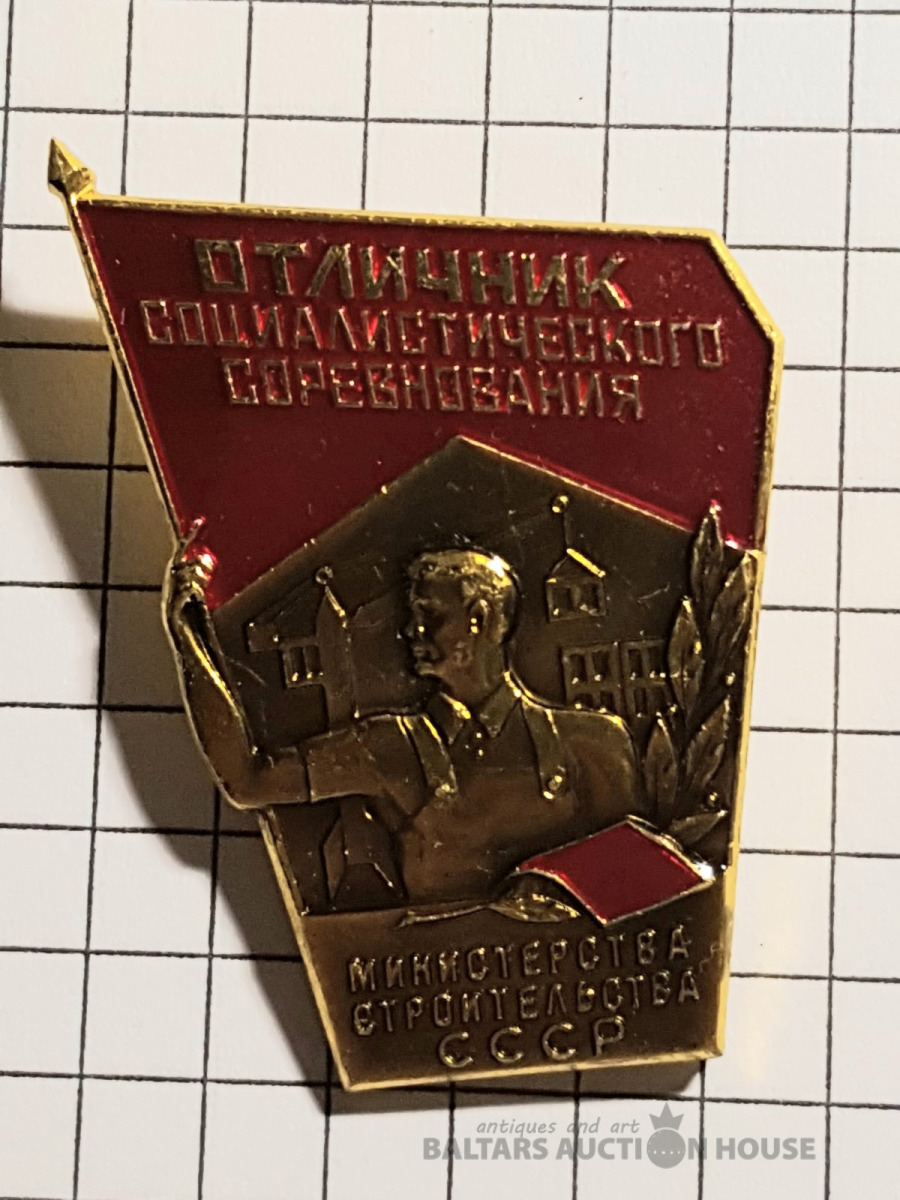 ОТЛИЧНИК
СОЦИАЛИСТИЧЕСКОГО
СОРЕВНОВАНИЯ
МИНИСТЕРСТВА
СТРОИТЕЛЬСТВА
СССР
antiques and art
BALTARS AUCTION HOUSE